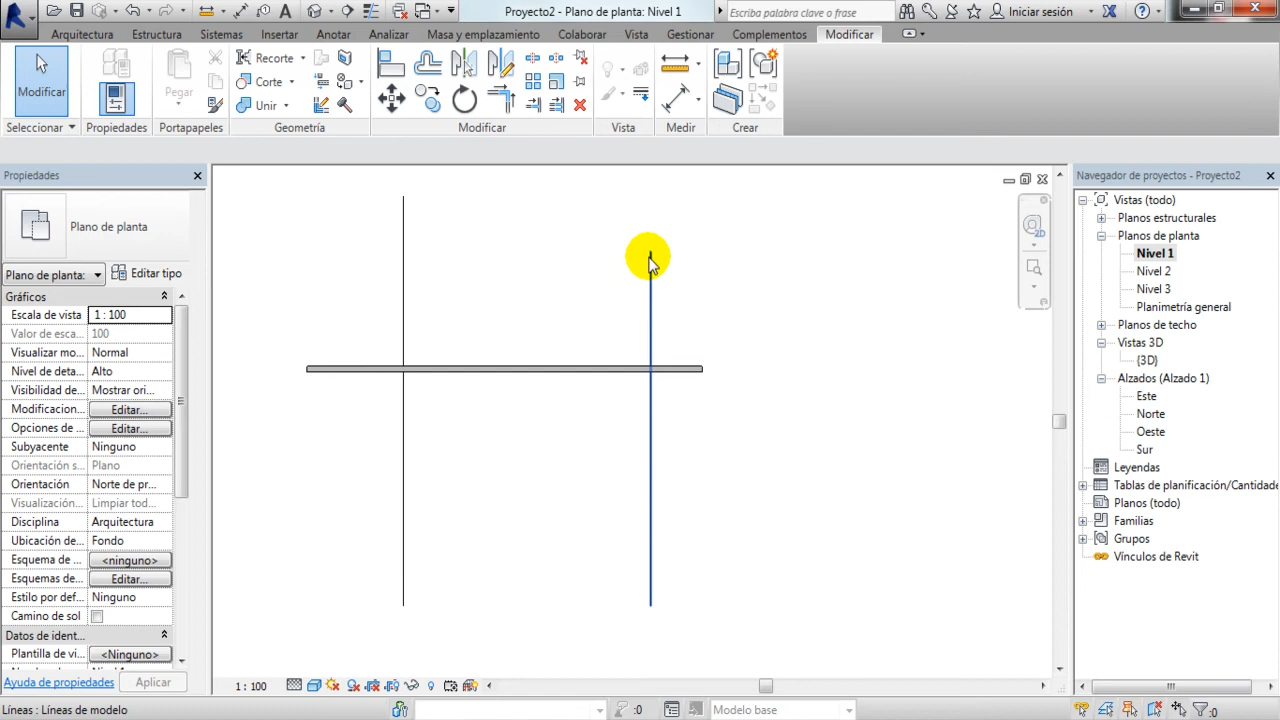 Proyecto2 - Plano de planta: Nivel 1
Escriba palabra clave o frase
Iniciar sesión
Arquitectura Estructura Sistemas Insertar Anotar Analizar Masa y emplazamiento Colaborar Vista Gestionar Complementos Modificar
Modificar
Pegar
Recorte
Corte
Unir
Seleccionar Propiedades Portapapeles Geometría Modificar Vista Medir Crear
Propiedades
Plano de planta
Plano de planta:
Editar tipo
Gráficos
Escala de vista 1 : 100
Valor de esca... 100
Visualizar mo... Normal
Nivel de deta... Alto
Visibilidad de... Mostrar ori...
Modificacion... Editar...
Opciones de ... Editar...
Subyacente Ninguno
Orientación s... Plano
Orientación Norte de pr...
Visualización... Limpiar tod...
Disciplina Arquitectura
Ubicación de... Fondo
Esquema de ... <ninguno>
Esquemas de... Editar...
Estilo por def... Ninguno
Camino de sol
Datos de ident...
Plantilla de vi... <Ninguno>
Ayuda de propiedades
Aplicar
2D
Navegador de proyectos - Proyecto2
Vistas (todo)
Planos estructurales
Planos de planta
Nivel 1
Nivel 2
Nivel 3
Planimetría general
Planos de techo
Vistas 3D
{3D}
Alzados (Alzado 1)
Este
Norte
Oeste
Sur
Leyendas
Tablas de planificación/Cantidade
Planos (todo)
Familias
Grupos
Vínculos de Revit
1 : 100
Líneas : Líneas de modelo
:0
Modelo base
:0